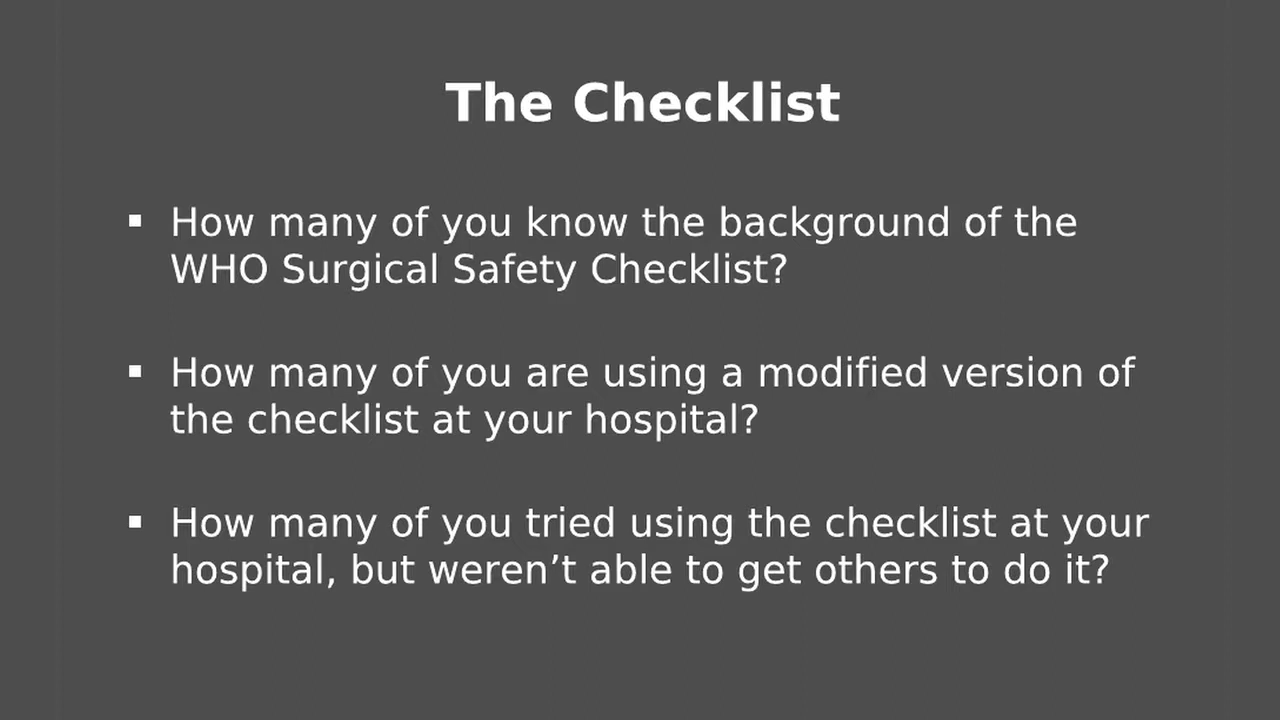 The Checklist
▪ How many of you know the background of the
WHO Surgical Safety Checklist?
▪ How many of you are using a modified version of
the checklist at your hospital?
▪ How many of you tried using the checklist at your
hospital, but weren’t able to get others to do it?